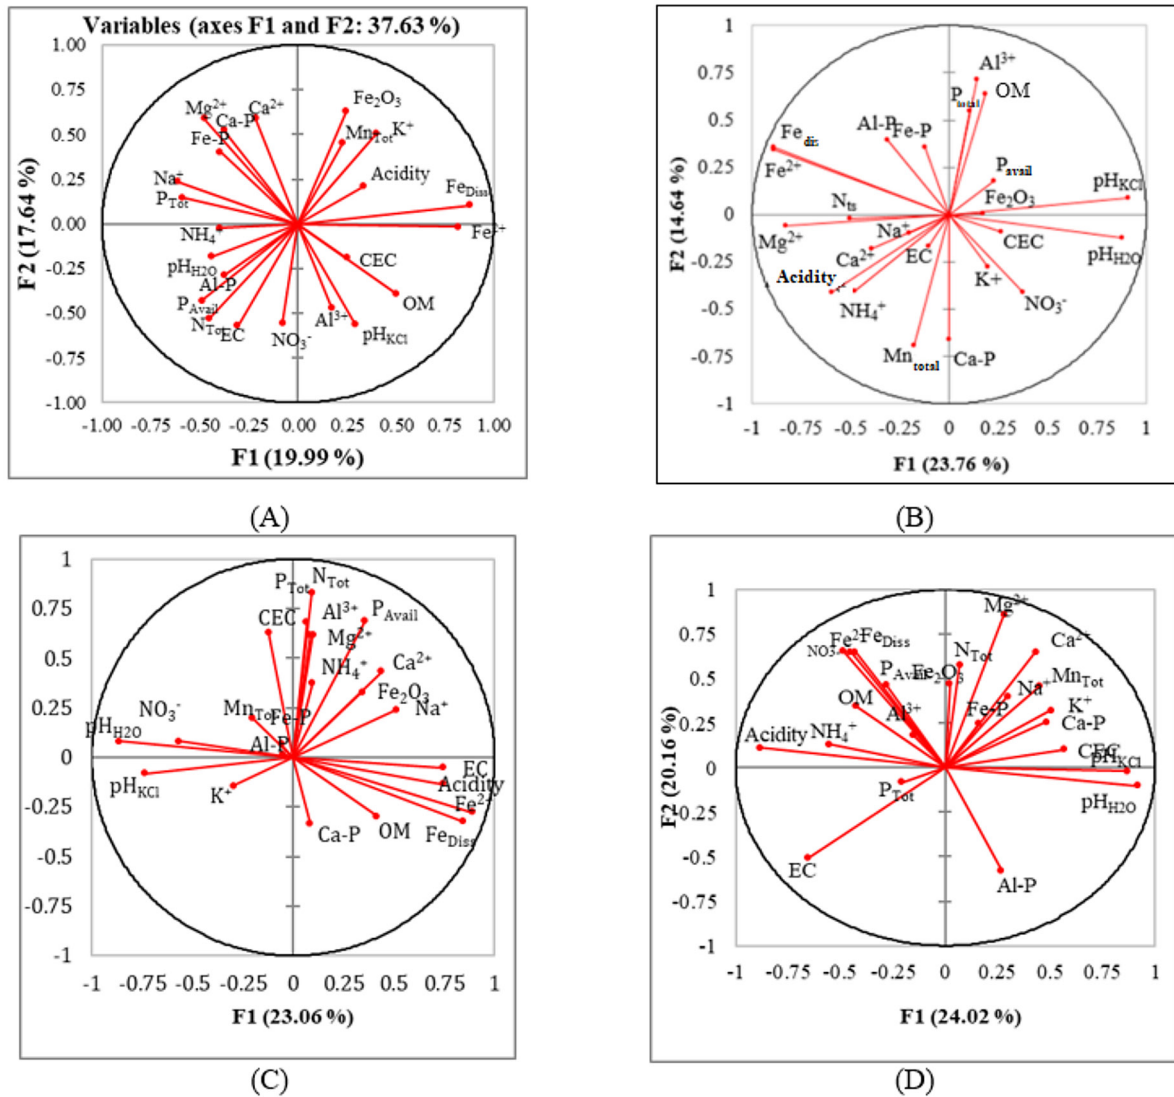 Variables (axes F1 and F2: 37.63 %)
1.00
0.75
0.50
0.25
0.00
-0.25
-0.50
-0.75
-1.00
-1.00 -0.75 -0.50 -0.25 0.00 0.25 0.50 0.75 1.00
F2 (17.64 %)
F1 (19.99 %)
Mg2+
Ca2+
Ca-P
Fe-P
Fe2O3
MnTot
K+
Acidity
Na+
PTot
FeDiss
NH4+
Fe2+
pHH2O
Al-P
CEC
PAvail
OM
NTot
EC
NO3-
Al3+
pHKCl
(A)
1
0.75
0.5
0.25
0
-0.25
-0.5
-0.75
-1
-1 -0.75 -0.5 -0.25 0 0.25 0.5 0.75 1
F2 (14.64 %)
F1 (23.76 %)
Al3+
OM
Ptotal
Al-P
Fe-P
Fedis
Fe2+
Pavail
pHKCl
Nts
Fe2O3
Mg2+
Na+
CEC
pHH2O
Ca2+
EC
Acidity
K+
NH4+
NO3-
Mntotal
Ca-P
(B)
1
0.75
0.5
0.25
0
-0.25
-0.5
-0.75
-1
-1 -0.75 -0.5 -0.25 0 0.25 0.5 0.75 1
F1 (23.06 %)
PTot
NTot
CEC
Al3+
PAvail
Mg2+
NH4+
Ca2+
Fe2O3
NO3-
MnTot
Fe-P
Na+
pHH2O
Al-P
EC
pHKCl
K+
Acidity
Fe2+
Ca-P
OM
FeDiss
(C)
1
0.75
0.5
0.25
0
-0.25
-0.5
-0.75
-1
-1 -0.75 -0.5 -0.25 0 0.25 0.5 0.75 1
F2 (20.16 %)
F1 (24.02 %)
Mg2+
Fe2+
FeDiss
NO3-
NTot
Ca2+
PAvail
Fe2O3
MnTot
OM
Na+
Al3+
Fe-P
K+
Ca-P
Acidity
NH4+
CEC
pHKCl
PTot
pHH2O
EC
Al-P
(D)